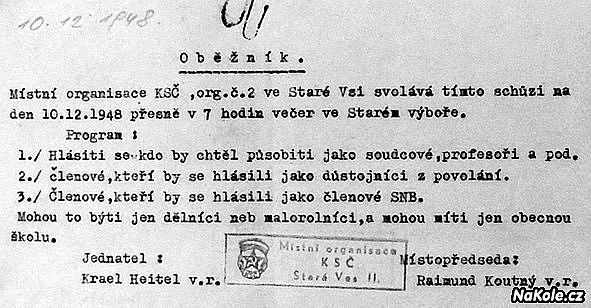 10.12.1948.
Oběžník.
Místní organisace KSČ ,org.č.2 ve Staré Vsi svolává tímto schůzi na
den 10.12.1948 přesně v 7 hodin večer ve Starém výboře.
Program :
1./ Hlásiti se kdo by chtěl působiti jako soudcové,profesoři a pod.
2./ Členové,kteří by se hlásili jako důstojníci z povolání.
3./ Členové,kteří by se hlásili jako členové SNB.
Mohou to býti jen dělníci neb malorolníci,a mohou míti jen obecnou
školu.
Jednatel :
Krael Heitel v.r.
Místní organisace
KSČ
Stará Ves II.
Místopředseda:
Raimund Koutný v.r.
NaKole.cz